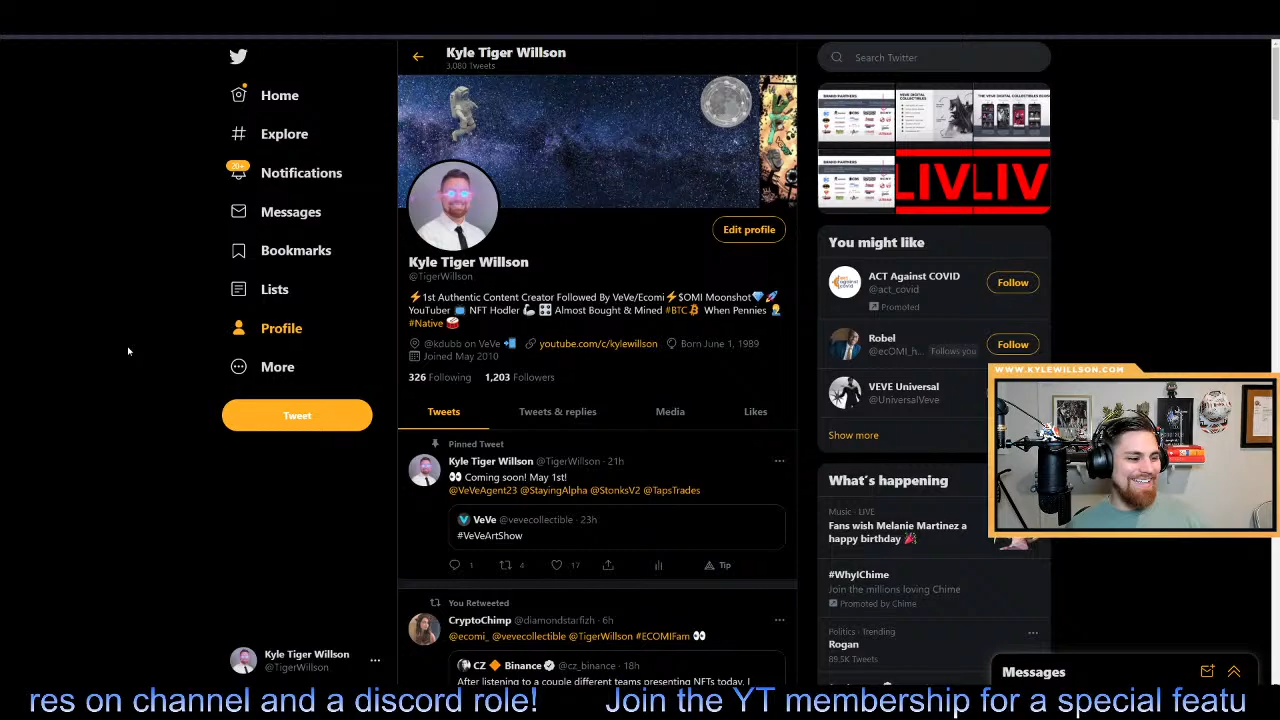 Home
Explore
20+
Notifications
Messages
Bookmarks
Lists
Profile
More
Tweet
Kyle Tiger Willson
@TigerWillson
Kyle Tiger Willson
3,080 Tweets
Edit profile
Kyle Tiger Willson
@TigerWillson
⚡1st Authentic Content Creator Followed By VeVe/Ecomi⚡$OMI Moonshot💎🚀
YouTuber 📺 NFT Hodler 💪 🎛 Almost Bought & Mined #BTC₿ When Pennies 🤦‍♂️
#Native 🥁
@kdubb on VeVe 📲 youtube.com/c/kylewillson Born June 1, 1989
Joined May 2010
326 Following 1,203 Followers
Tweets Tweets & replies Media Likes
Pinned Tweet
Kyle Tiger Willson @TigerWillson · 21h
👀 Coming soon! May 1st!
@VeVeAgent23 @StayingAlpha @StonksV2 @TapsTrades
VeVe @vevecollectible · 23h
#VeVeArtShow
1 4 17 Tip
You Retweeted
CryptoChimp @diamondstarfizh · 6h
@ecomi_ @vevecollectible @TigerWillson #ECOMIFam 👀
CZ 🔶 Binance @cz_binance · 18h
After listening to a couple different teams presenting NFTs today, I
Search Twitter
LIV LIV
You might like
ACT Against COVID
@act_covid
Promoted
Follow
Robel
@ecOMI_h... Follows you
Follow
VEVE Universal
@UniversalVeve
Show more
What's happening
Music · LIVE
Fans wish Melanie Martinez a
happy birthday 🎉
#WhyIChime
Join the millions loving Chime
Promoted by Chime
Politics · Trending
Rogan
89.5K Tweets
WWW.KYLEWILLSON.COM
Messages
res on channel and a discord role! Join the YT membership for a special featu